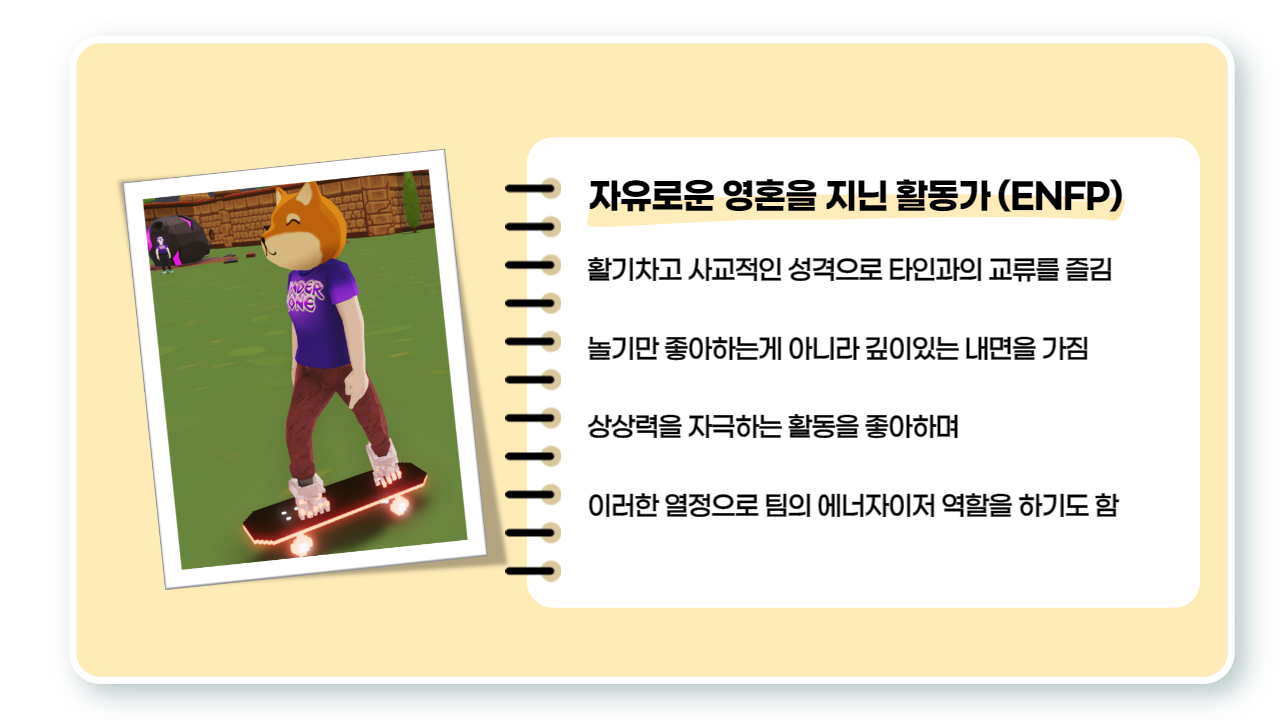 자유로운 영혼을 지닌 활동가 (ENFP)
활기차고 사교적인 성격으로 타인과의 교류를 즐김
놀기만 좋아하는게 아니라 깊이있는 내면을 가짐
상상력을 자극하는 활동을 좋아하며
이러한 열정으로 팀의 에너자이저 역할을 하기도 함